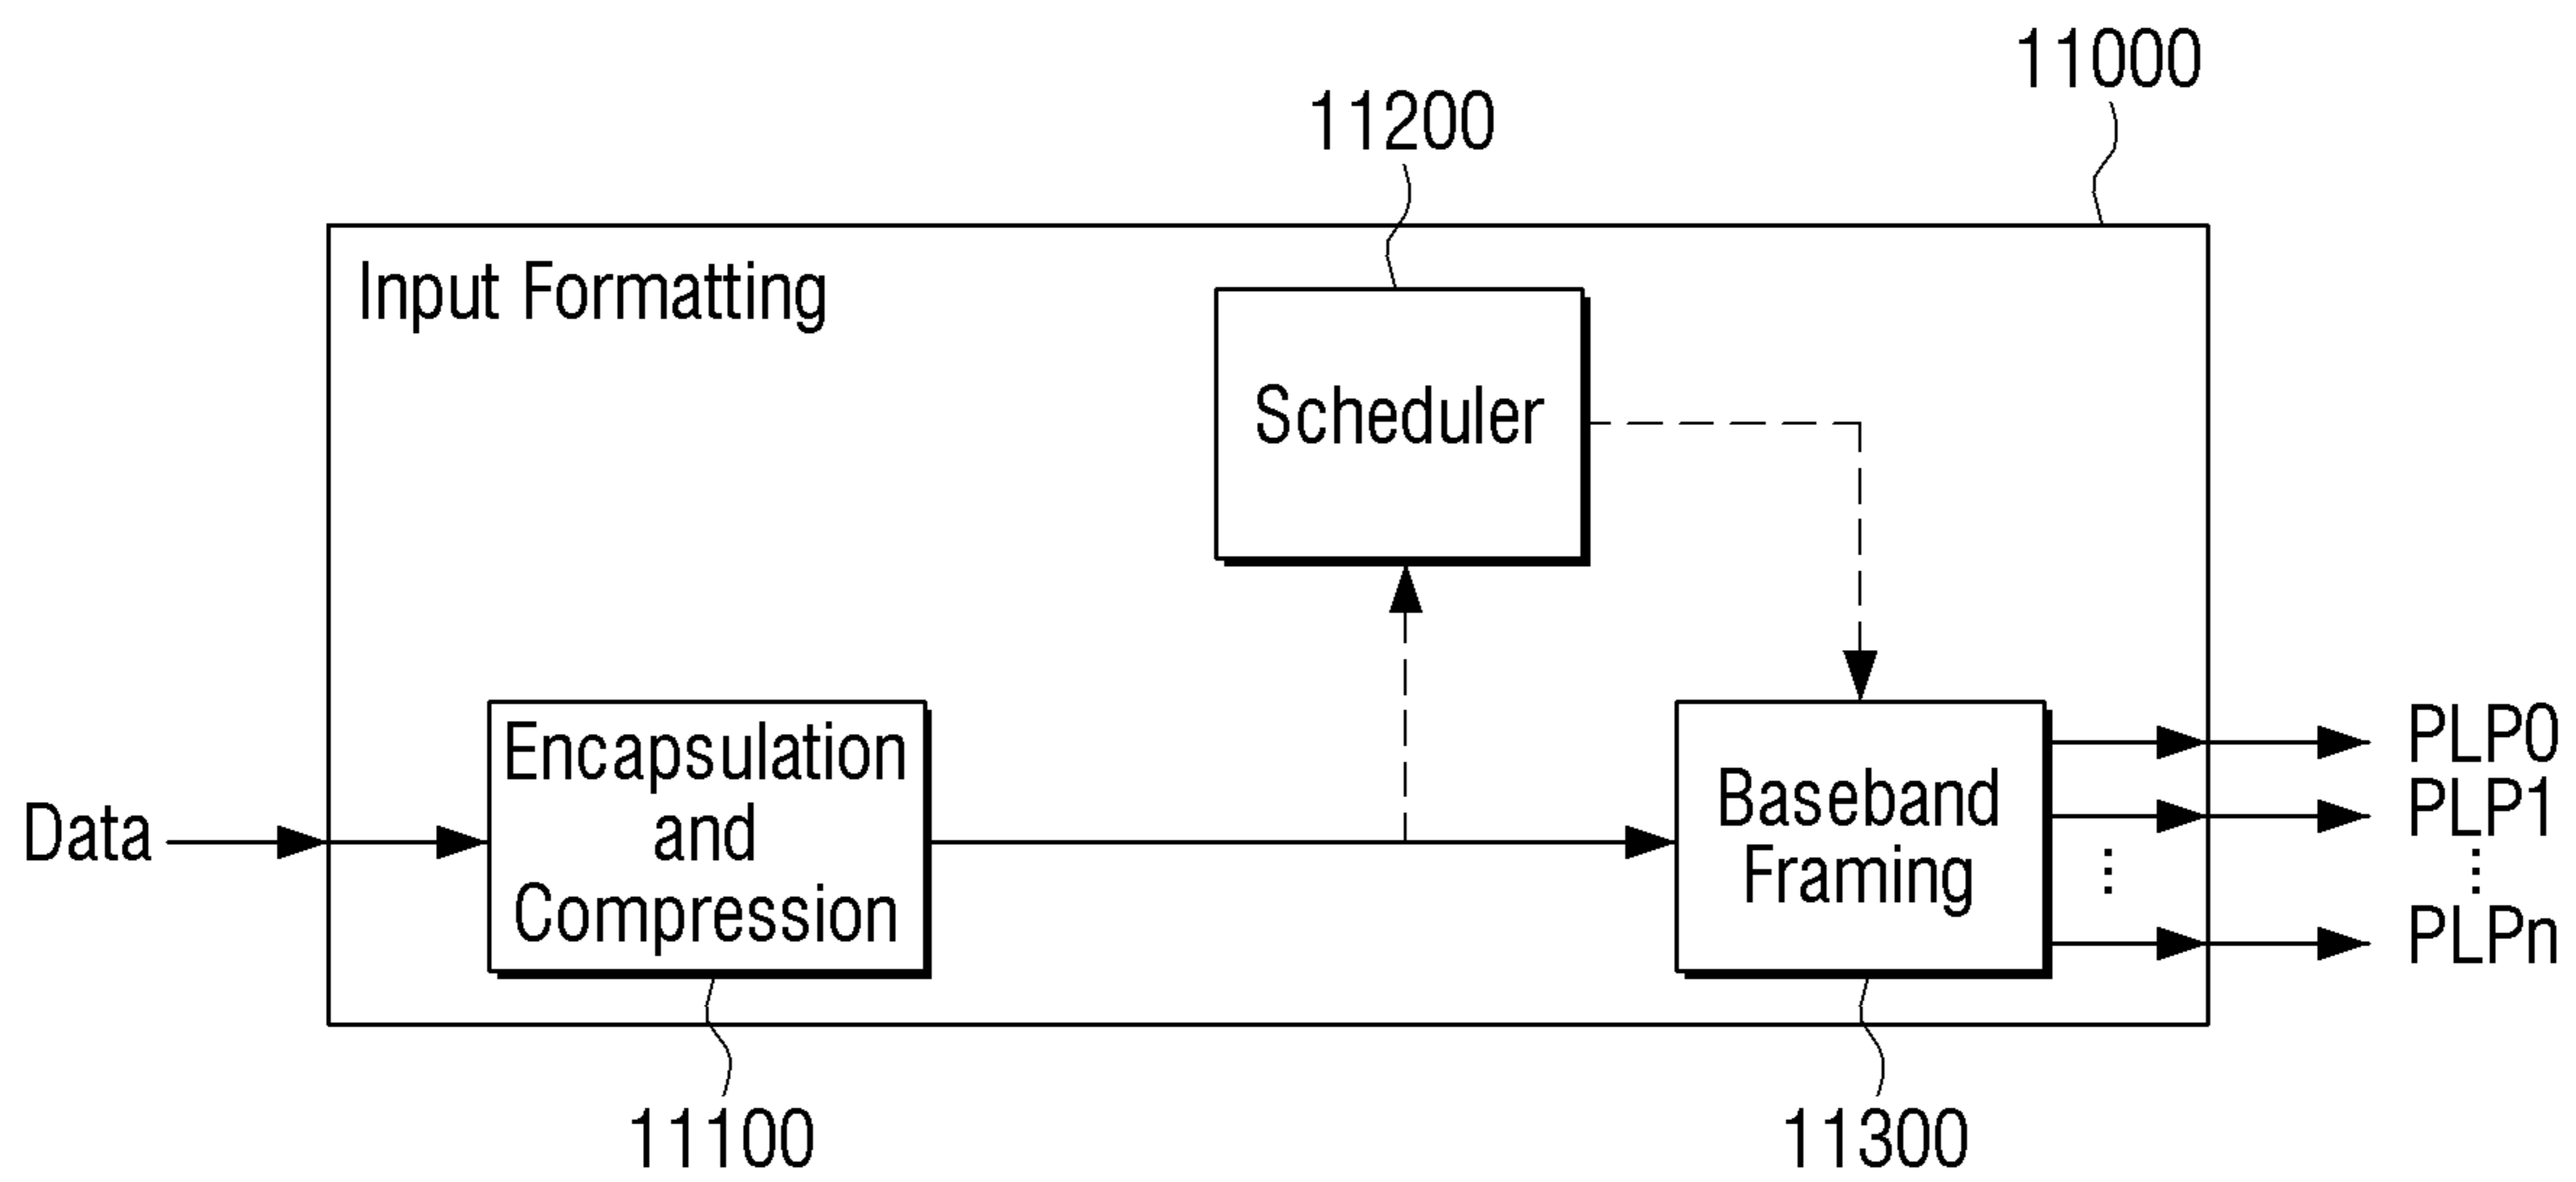 11000
11200
Input Formatting
Scheduler
Encapsulation
and
Compression
Data
Baseband
Framing
PLP0
PLP1
PLPn
11100
11300